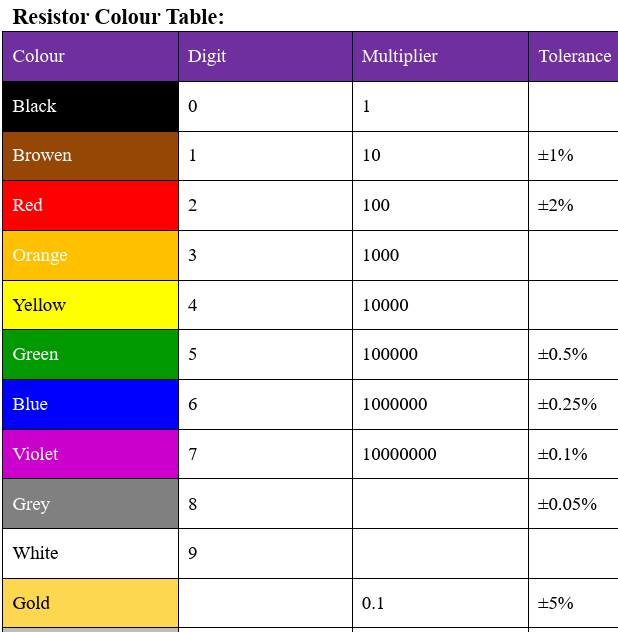 Resistor Colour Table:
Colour Digit Multiplier Tolerance
Black 0 1
Browen 1 10 ±1%
Red 2 100 ±2%
Orange 3 1000
Yellow 4 10000
Green 5 100000 ±0.5%
Blue 6 1000000 ±0.25%
Violet 7 10000000 ±0.1%
Grey 8 ±0.05%
White 9
Gold 0.1 ±5%